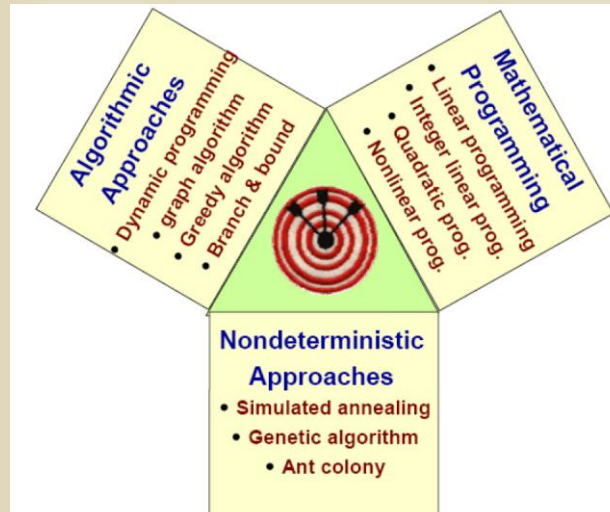 Algorithmic
Approaches
• Dynamic programming
• graph algorithm
• Greedy algorithm
• Branch & bound
Mathematical
Programming
• Linear programming
• Integer linear prog.
• Quadratic prog.
• Nonlinear prog.
Nondeterministic
Approaches
• Simulated annealing
• Genetic algorithm
• Ant colony